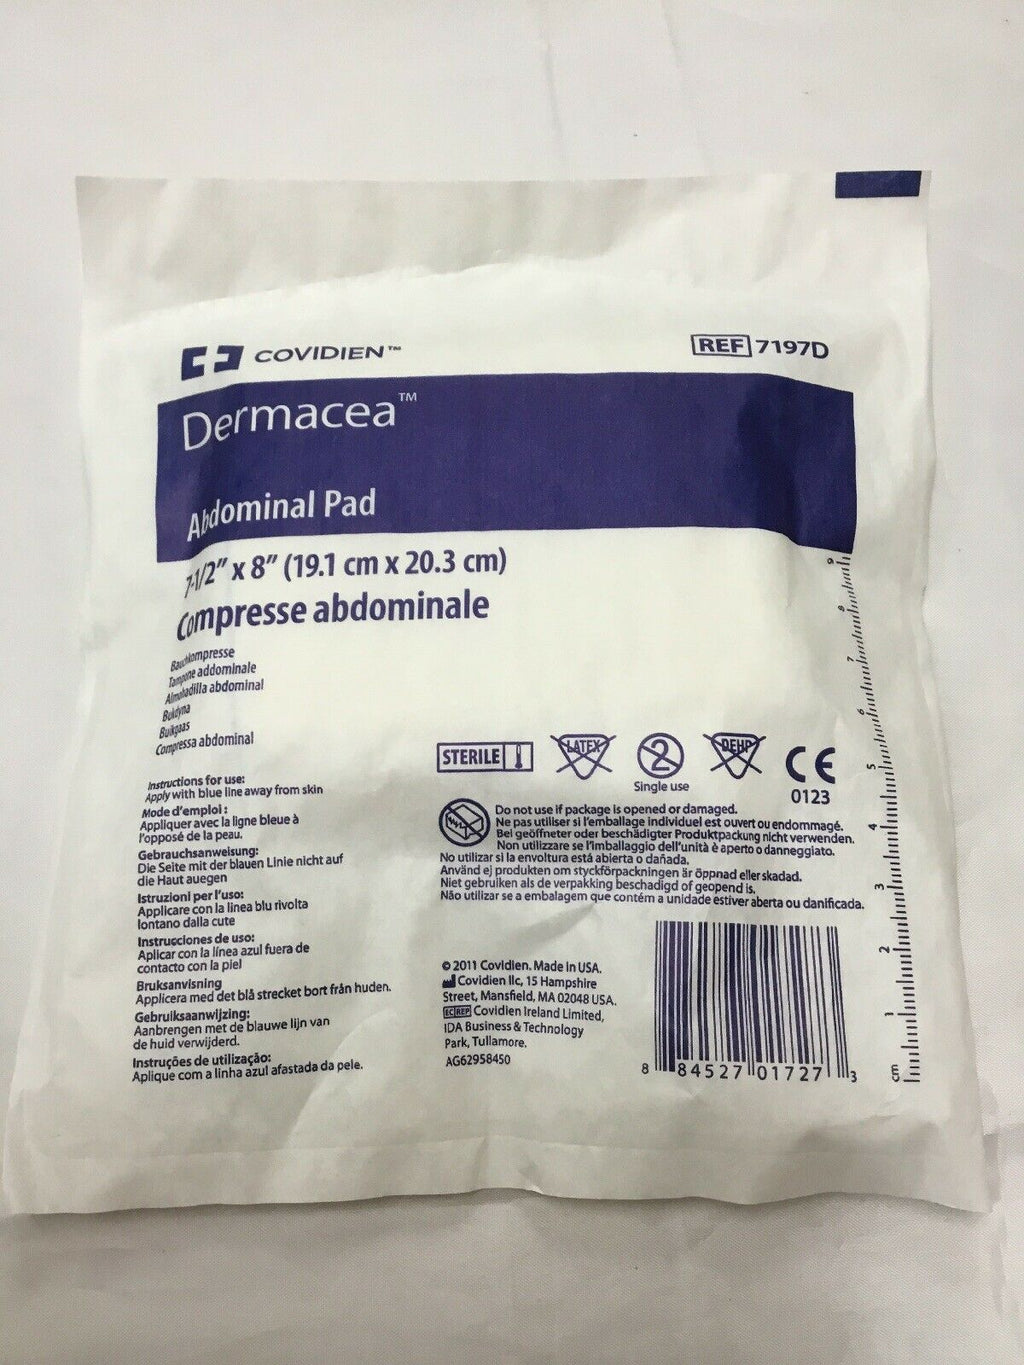 COVIDIEN™
REF 7197D
Dermacea™
Abdominal Pad
7-1/2” x 8” (19.1 cm x 20.3 cm)
Compresse abdominale
Bauchkompresse
Tampone addominale
Almohadilla abdominal
Bukdyna
Buikgaas
Compressa abdominal
Instructions for use:
Apply with blue line away from skin
Mode d'emploi :
Appliquer avec la ligne bleue à
l'opposé de la peau.
Gebrauchsanweisung:
Die Seite mit der blauen Linie nicht auf
die Haut auegen
Istruzioni per l'uso:
Applicare con la linea blu rivolta
lontano dalla cute
Instrucciones de uso:
Aplicar con la línea azul fuera de
contacto con la piel
Bruksanvisning
Applicera med det blå strecket bort från huden.
Gebruiksaanwijzing:
Aanbrengen met de blauwe lijn van
de huid verwijderd.
Instruções de utilização:
Aplique com a linha azul afastada da pele.
STERILE
LATEX
2
Single use
DEHP
CE
0123
Do not use if package is opened or damaged.
Ne pas utiliser si l'emballage individuel est ouvert ou endommagé.
Bei geöffneter oder beschädigter Produktpackung nicht verwenden.
Non utilizzare se l'imballaggio dell'unità è aperto o danneggiato.
No utilizar si la envoltura está abierta o dañada.
Använd ej produkten om styckförpackningen är öppnad eller skadad.
Niet gebruiken als de verpakking beschadigd of geopend is.
Não utilizar se a embalagem que contém a unidade estiver aberta ou danificada.
© 2011 Covidien. Made in USA.
Covidien llc, 15 Hampshire
Street, Mansfield, MA 02048 USA.
EC REP Covidien Ireland Limited,
IDA Business & Technology
Park, Tullamore.
AG62958450
8 84527 01727 3
9
8
7
6
5
4
3
2
1
cm